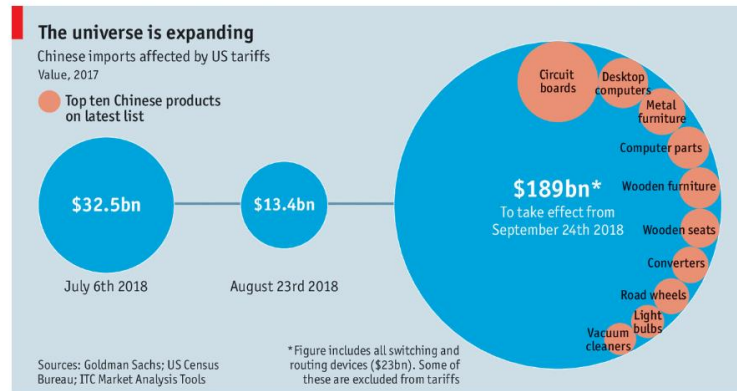 The universe is expanding
Chinese imports affected by US tariffs
Value, 2017
Top ten Chinese products
on latest list
$32.5bn
July 6th 2018
$13.4bn
August 23rd 2018
$189bn*
To take effect from
September 24th 2018
Circuit
boards
Desktop
computers
Metal
furniture
Computer parts
Wooden furniture
Wooden seats
Converters
Road wheels
Light
bulbs
Vacuum
cleaners
Sources: Goldman Sachs; US Census
Bureau; ITC Market Analysis Tools
*Figure includes all switching and
routing devices ($23bn). Some of
these are excluded from tariffs